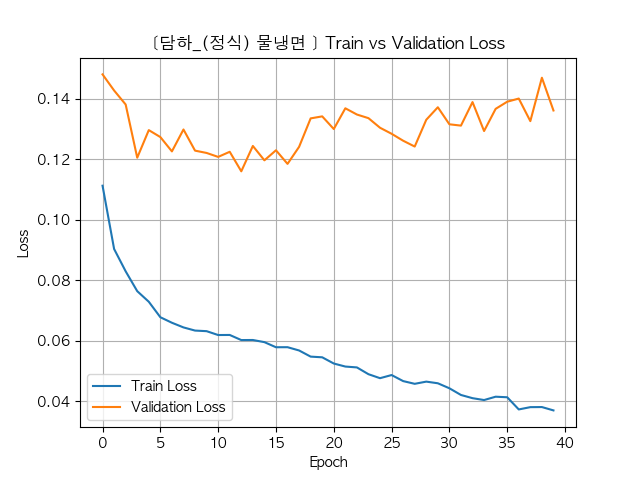 [담하_(정식) 물냉면 ] Train vs Validation Loss
Loss
0.14
0.12
0.10
0.08
0.06
0.04
Train Loss
Validation Loss
0 5 10 15 20 25 30 35 40
Epoch